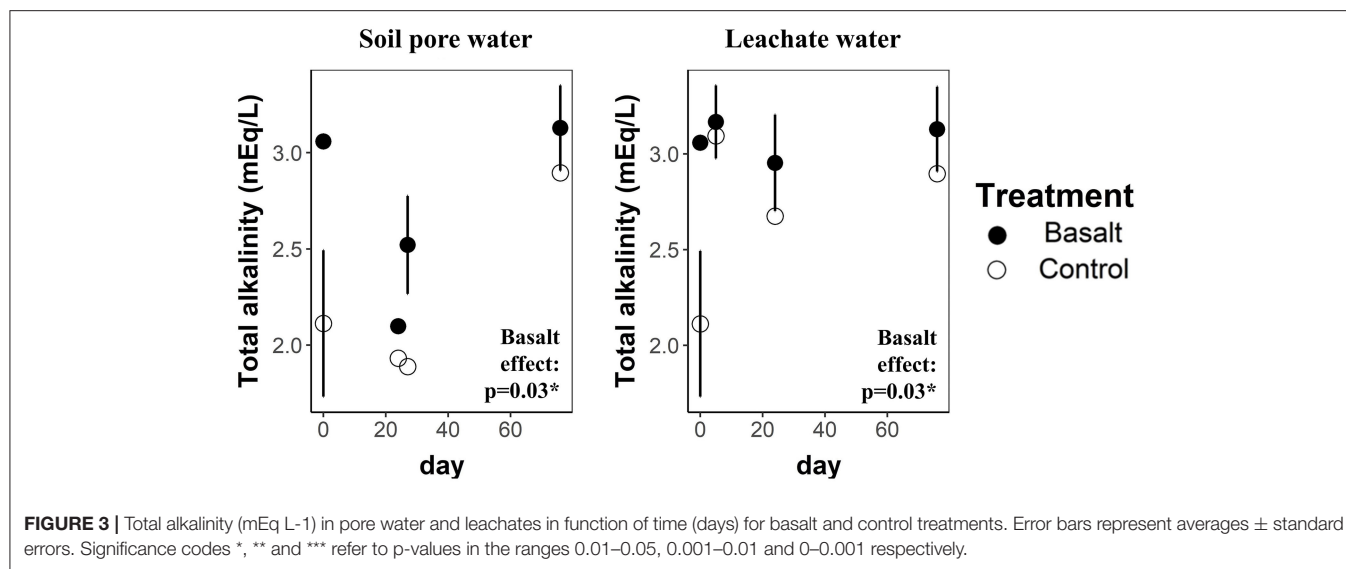 Soil pore water
Leachate water
Total alkalinity (mEq/L)
3.0
2.5
2.0
0
20
40
60
day
Basalt
effect:
p=0.03*
Total alkalinity (mEq/L)
3.0
2.5
2.0
0
20
40
60
day
Basalt
effect:
p=0.03*
Treatment
Basalt
Control
FIGURE 3 | Total alkalinity (mEq L-1) in pore water and leachates in function of time (days) for basalt and control treatments. Error bars represent averages ± standard
errors. Significance codes *, ** and *** refer to p-values in the ranges 0.01–0.05, 0.001–0.01 and 0–0.001 respectively.